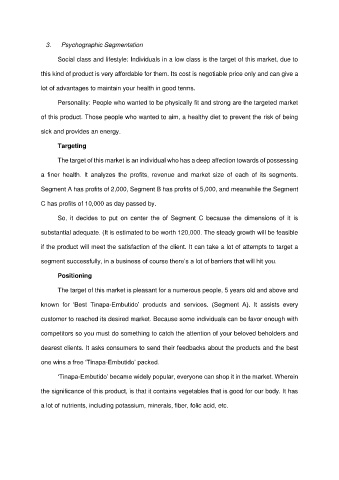 3. Psychographic Segmentation
Social class and lifestyle: Individuals in a low class is the target of this market, due to
this kind of product is very affordable for them. Its cost is negotiable price only and can give a
lot of advantages to maintain your health in good terms.
Personality: People who wanted to be physically fit and strong are the targeted market
of this product. Those people who wanted to aim, a healthy diet to prevent the risk of being
sick and provides an energy.
Targeting
The target of this market is an individual who has a deep affection towards of possessing
a finer health. It analyzes the profits, revenue and market size of each of its segments.
Segment A has profits of 2,000, Segment B has profits of 5,000, and meanwhile the Segment
C has profits of 10,000 as day passed by.
So, it decides to put on center the of Segment C because the dimensions of it is
substantial adequate. (It is estimated to be worth 120,000. The steady growth will be feasible
if the product will meet the satisfaction of the client. It can take a lot of attempts to target a
segment successfully, in a business of course there's a lot of barriers that will hit you.
Positioning
The target of this market is pleasant for a numerous people, 5 years old and above and
known for 'Best Tinapa-Embutido' products and services, (Segment A). It assists every
customer to reached its desired market. Because some individuals can be favor enough with
competitors so you must do something to catch the attention of your beloved beholders and
dearest clients. It asks consumers to send their feedbacks about the products and the best
one wins a free 'Tinapa-Embutido' packed.
'Tinapa-Embutido' became widely popular, everyone can shop it in the market. Wherein
the significance of this product, is that it contains vegetables that is good for our body. It has
a lot of nutrients, including potassium, minerals, fiber, folic acid, etc.